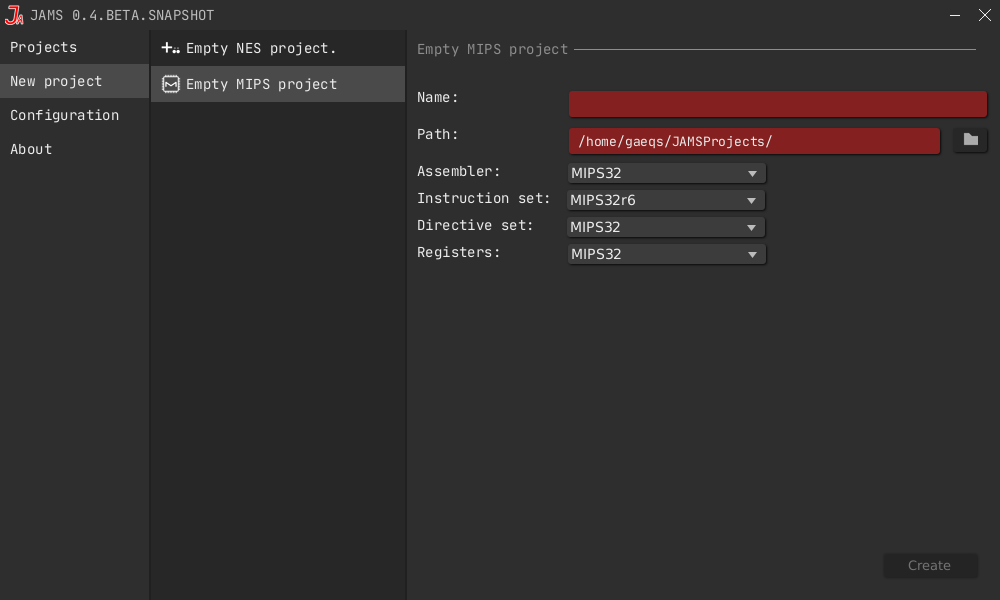 JAMS 0.4.BETA.SNAPSHOT
Projects
New project
Configuration
About
Empty NES project.
Empty MIPS project
Empty MIPS project
Name:
Path: /home/gaeqs/JAMSProjects/
Assembler: MIPS32
Instruction set: MIPS32r6
Directive set: MIPS32
Registers: MIPS32
Create